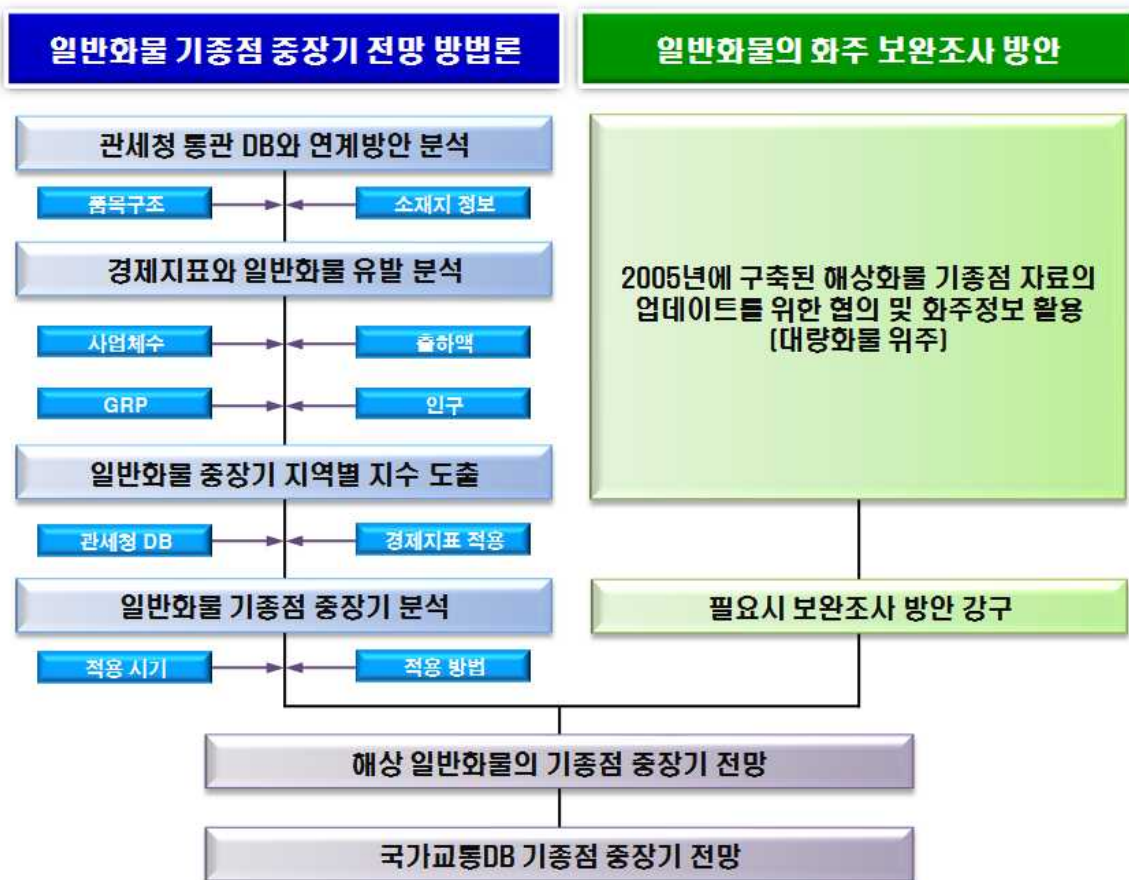 일반화물 기종점 중장기 전망 방법론
관세청 통관 DB와 연계방안 분석
품목구조
소재지 정보
경제지표와 일반화물 유발 분석
사업체수
출하액
GRP
인구
일반화물 중장기 지역별 지수 도출
관세청 DB
경제지표 적용
일반화물 기종점 중장기 분석
적용 시기
적용 방법
일반화물의 화주 보완조사 방안
2005년에 구축된 해상화물 기종점 자료의
업데이트를 위한 협의 및 화주정보 활용
(대량화물 위주)
필요시 보완조사 방안 강구
해상 일반화물의 기종점 중장기 전망
국가교통DB 기종점 중장기 전망